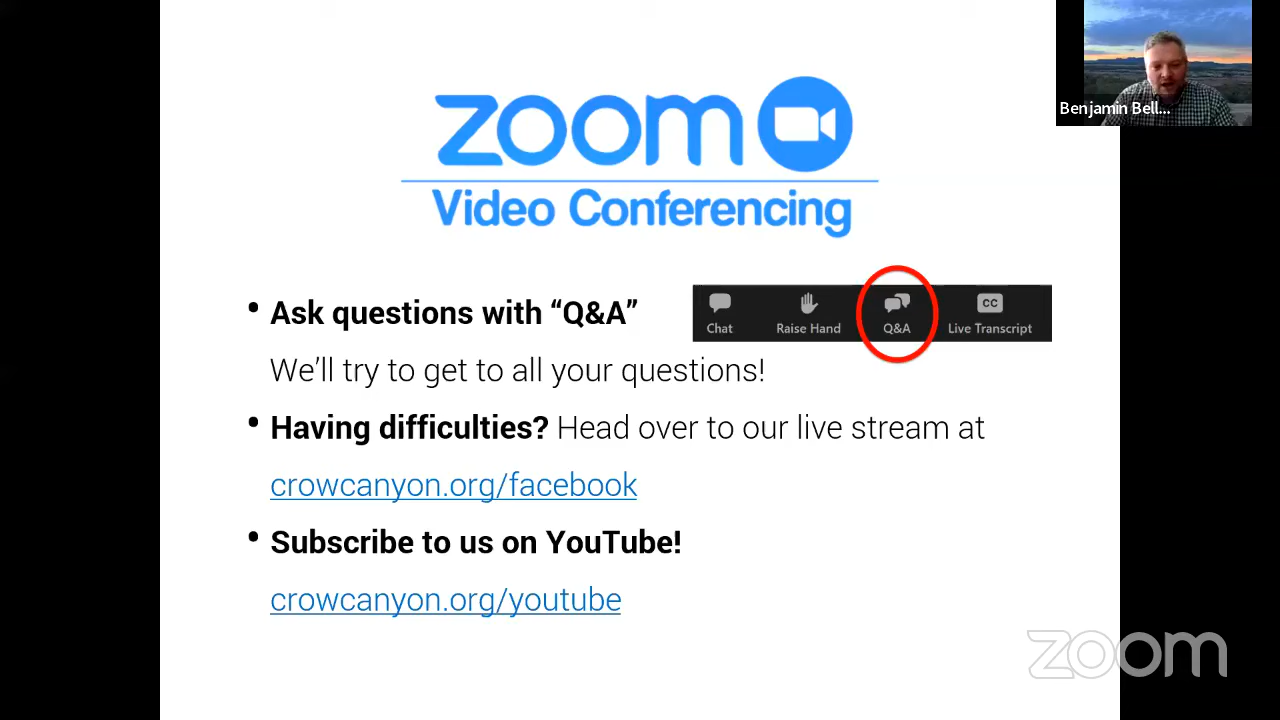 zoom
Video Conferencing
Benjamin Bell...
• Ask questions with “Q&A”
Chat
Raise Hand
Q&A
CC
Live Transcript
We’ll try to get to all your questions!
• Having difficulties? Head over to our live stream at
crowcanyon.org/facebook
• Subscribe to us on YouTube!
crowcanyon.org/youtube
zoom